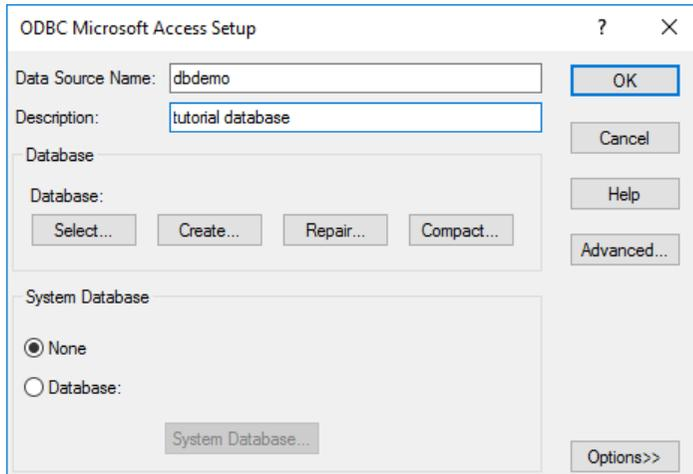 ODBC Microsoft Access Setup ?
Data Source Name: dbdemo OK
Description: tutorial database
Cancel
Database
Database:
Help
Select... Create... Repair... Compact...
Advanced...
System Database
None
Database:
System Database...
Options>>